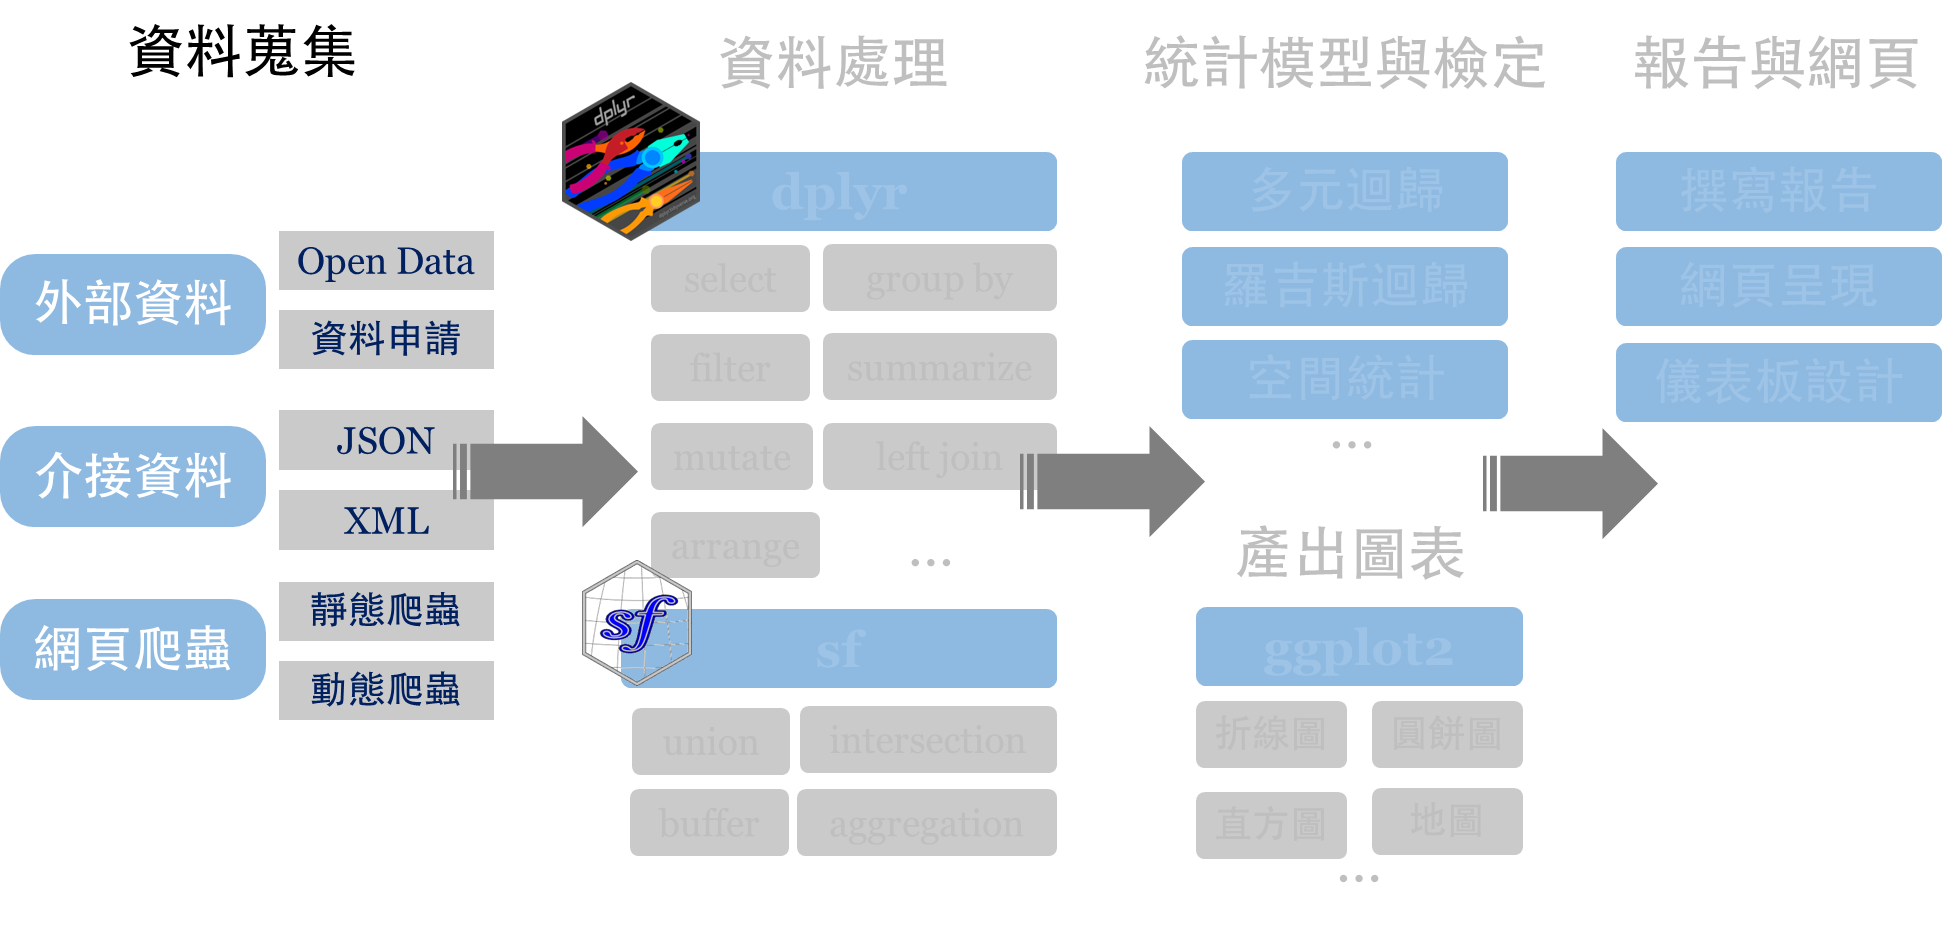 資料蒐集
外部資料
Open Data
資料申請
介接資料
JSON
XML
網頁爬蟲
靜態爬蟲
動態爬蟲
資料處理
dplyr
dplyr
select
group by
filter
summarize
mutate
left join
arrange
...
sf
sf
union
intersection
buffer
aggregation
統計模型與檢定
多元迴歸
羅吉斯迴歸
空間統計
...
產出圖表
ggplot2
折線圖
圓餅圖
直方圖
地圖
...
報告與網頁
撰寫報告
網頁呈現
儀表板設計